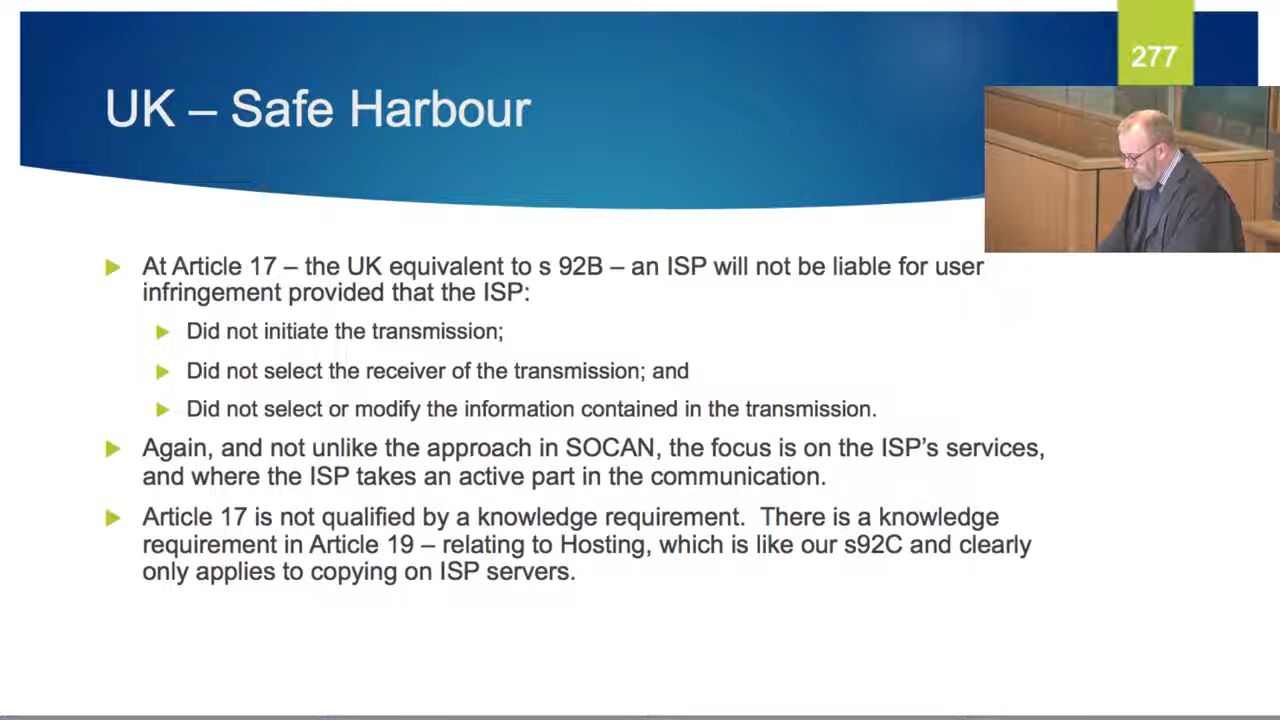 277
UK – Safe Harbour
At Article 17 – the UK equivalent to s 92B – an ISP will not be liable for user
infringement provided that the ISP:
Did not initiate the transmission;
Did not select the receiver of the transmission; and
Did not select or modify the information contained in the transmission.
Again, and not unlike the approach in SOCAN, the focus is on the ISP’s services,
and where the ISP takes an active part in the communication.
Article 17 is not qualified by a knowledge requirement.  There is a knowledge
requirement in Article 19 – relating to Hosting, which is like our s92C and clearly
only applies to copying on ISP servers.